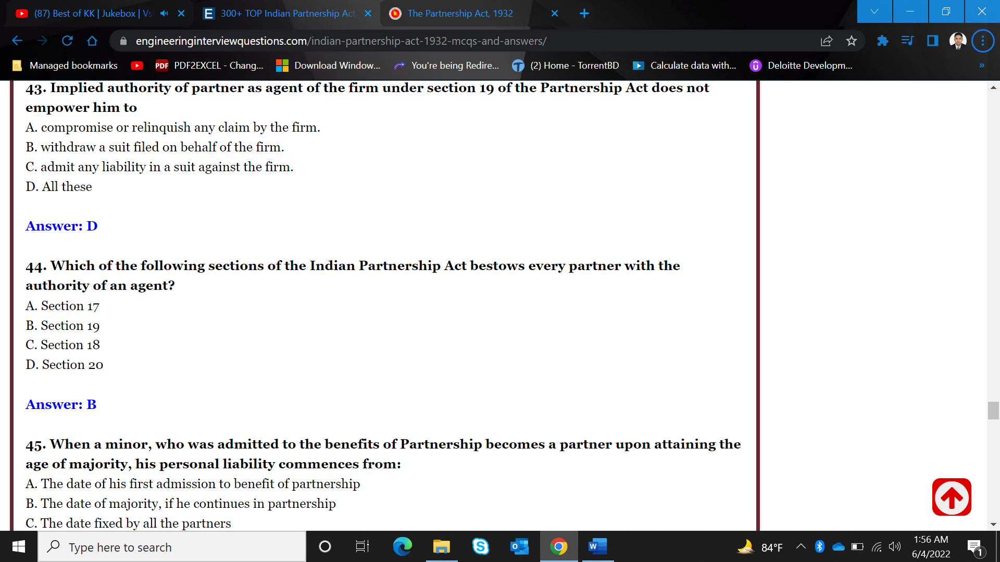 (87) Best of KK | Jukebox | Vs
300+ TOP Indian Partnership Act
The Partnership Act, 1932
engineeringinterviewquestions.com/indian-partnership-act-1932-mcqs-and-answers/
Managed bookmarks
PDF PDF2EXCEL - Chang...
Download Window...
You're being Redire...
(2) Home - TorrentBD
Calculate data with...
Deloitte Developm...
43. Implied authority of partner as agent of the firm under section 19 of the Partnership Act does not
empower him to
A. compromise or relinquish any claim by the firm.
B. withdraw a suit filed on behalf of the firm.
C. admit any liability in a suit against the firm.
D. All these
Answer: D
44. Which of the following sections of the Indian Partnership Act bestows every partner with the
authority of an agent?
A. Section 17
B. Section 19
C. Section 18
D. Section 20
Answer: B
45. When a minor, who was admitted to the benefits of Partnership becomes a partner upon attaining the
age of majority, his personal liability commences from:
A. The date of his first admission to benefit of partnership
B. The date of majority, if he continues in partnership
C. The date fixed by all the partners
Type here to search
84°F
1:56 AM
6/4/2022
1